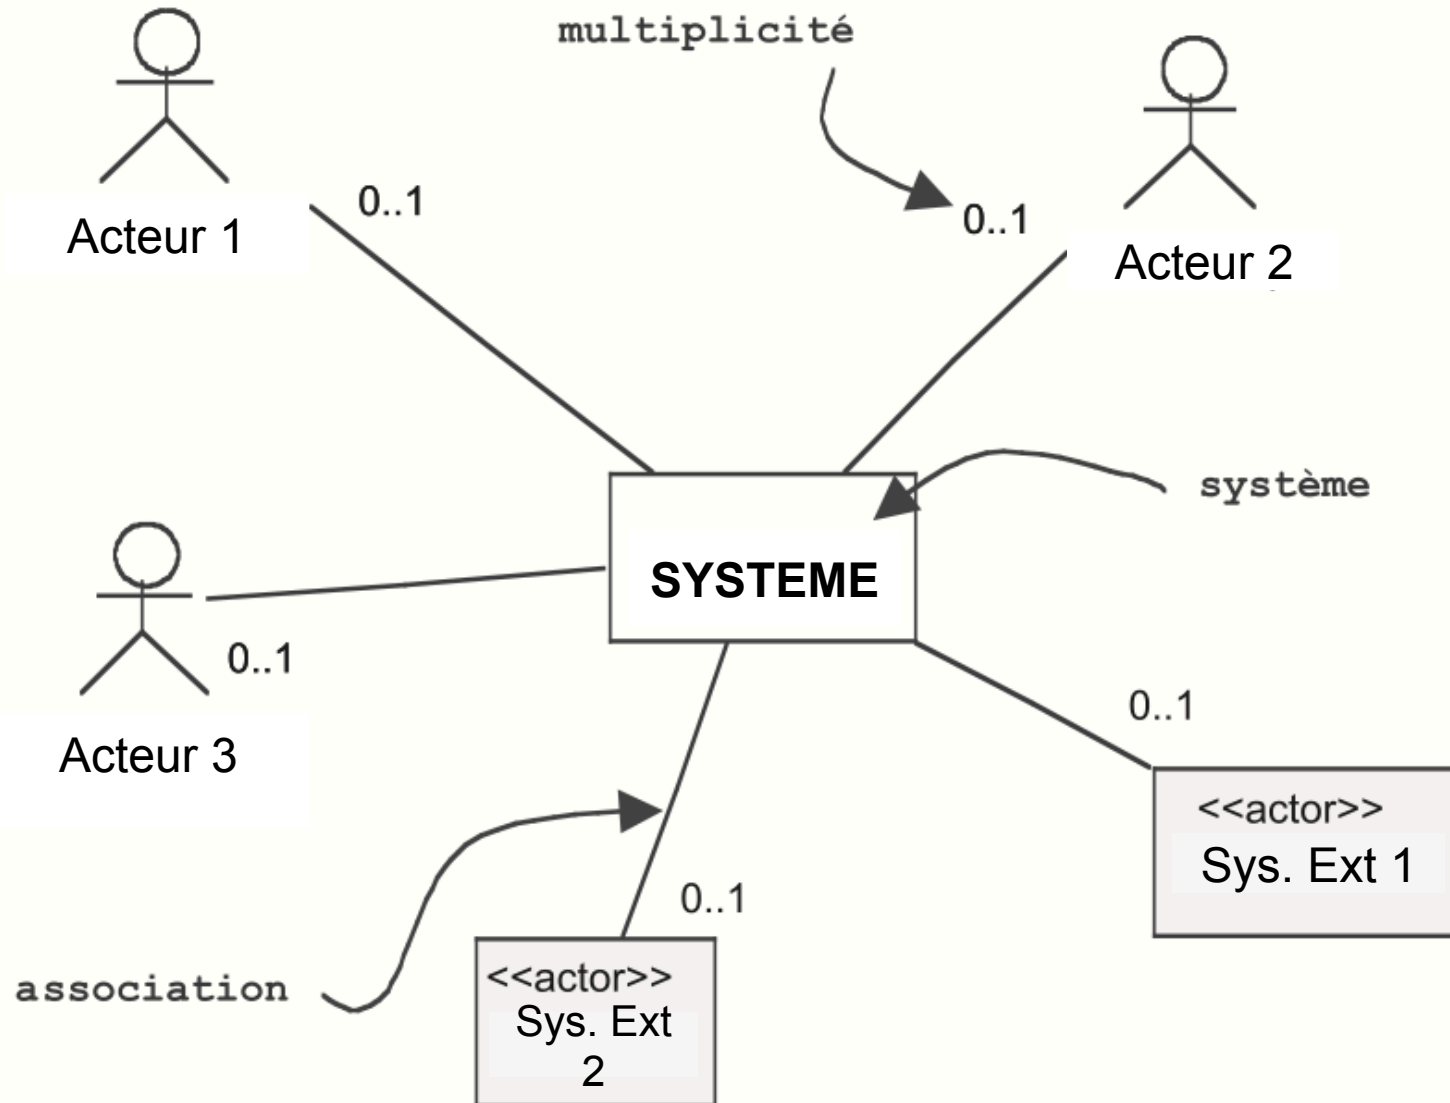 multiplicité
0..1
0..1
Acteur 1
Acteur 2
système
SYSTEME
0..1
Acteur 3
0..1
<<actor>>
Sys. Ext 1
0..1
association
<<actor>>
Sys. Ext
2